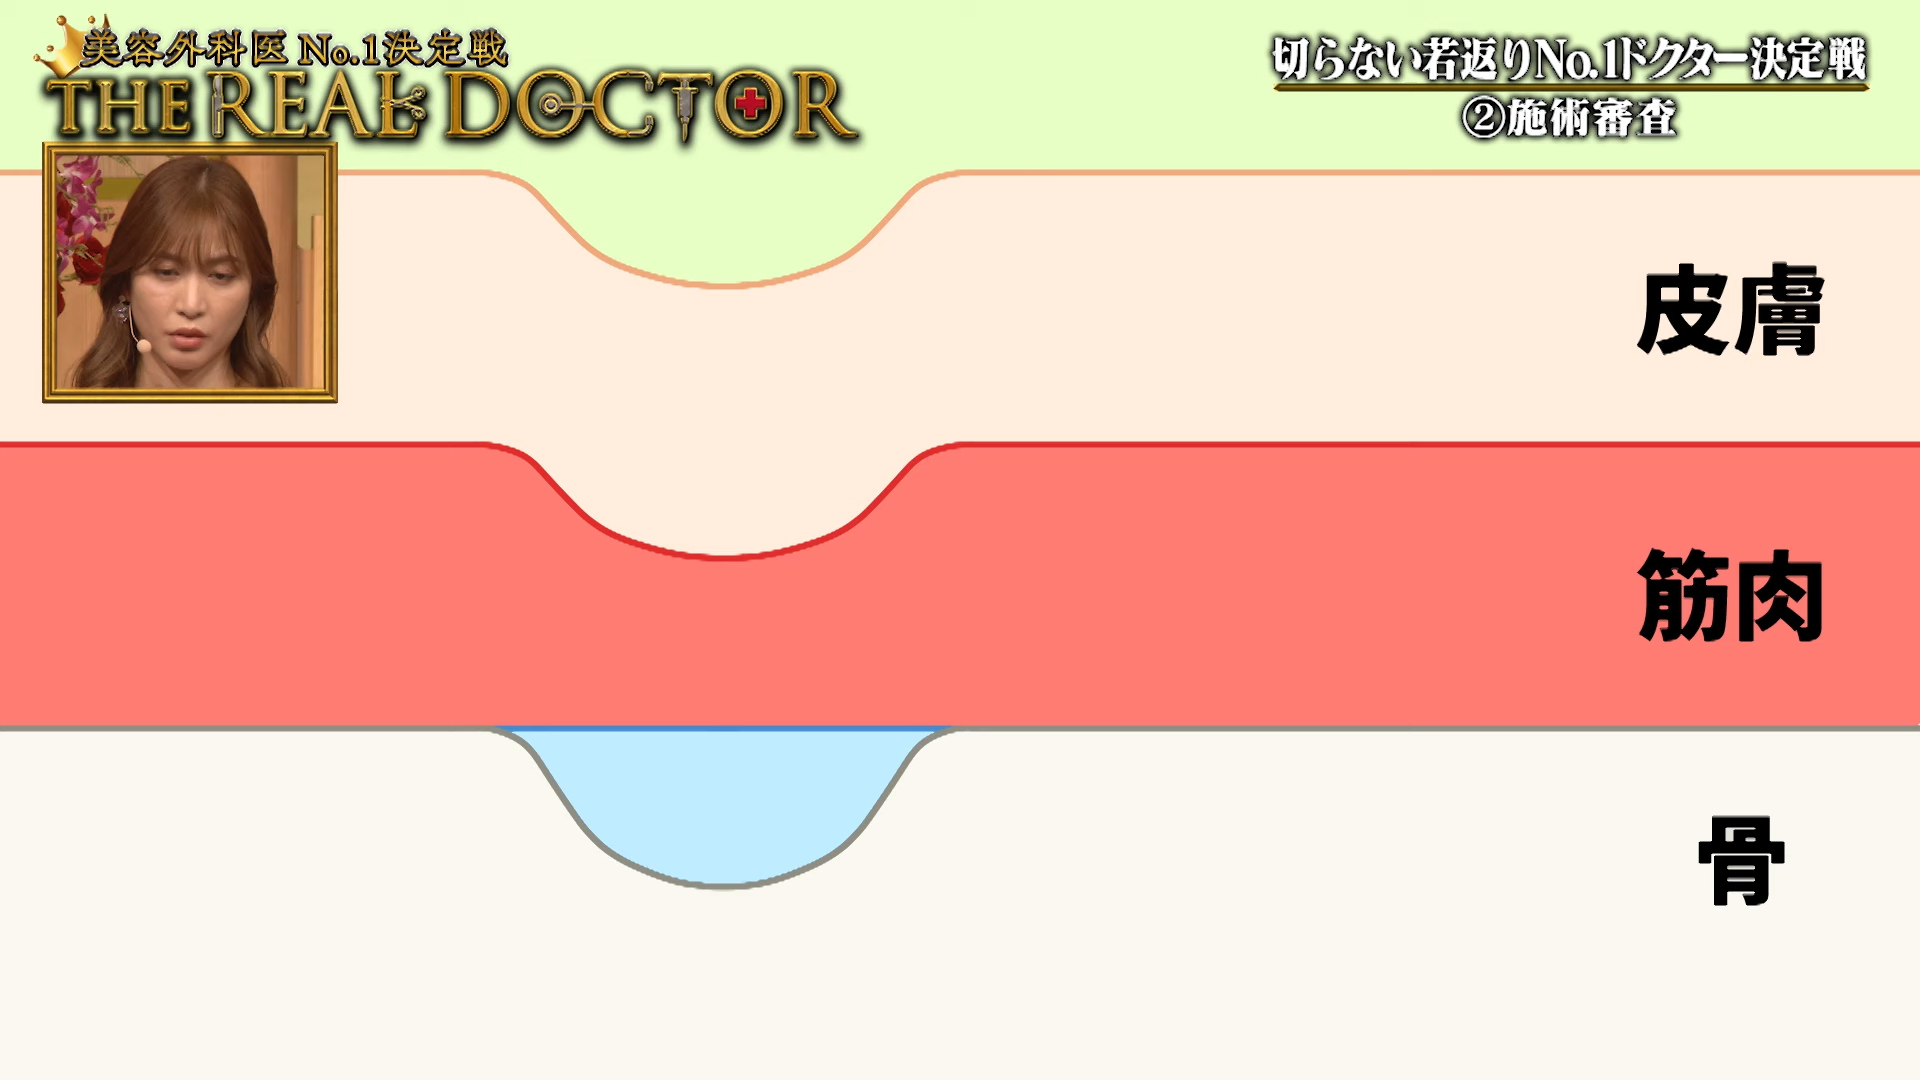 美容外科医No.1決定戦
THE REAL DOCTOR
切らない若返りNo.1ドクター決定戦
②施術審査
皮膚
筋肉
骨